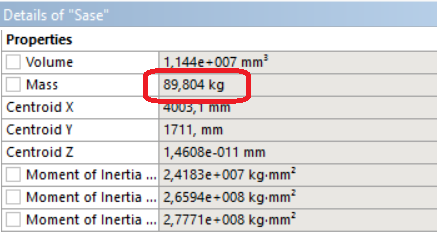 Details of "Sase"
Properties
Volume 1,144e+007 mm³
Mass 89,804 kg
Centroid X 4003,1 mm
Centroid Y 1711, mm
Centroid Z 1,4608e-011 mm
Moment of Inertia ... 2,4183e+007 kg·mm²
Moment of Inertia ... 2,6594e+008 kg·mm²
Moment of Inertia ... 2,7771e+008 kg·mm²